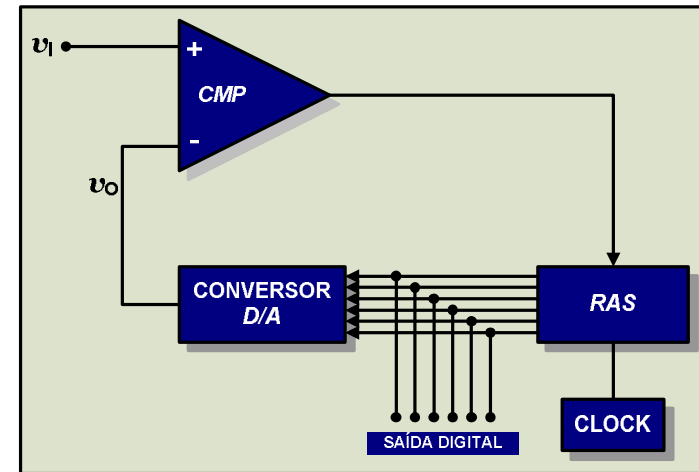 vI
+
CMP
-
vO
CONVERSOR
D/A
RAS
CLOCK
SAÍDA DIGITAL